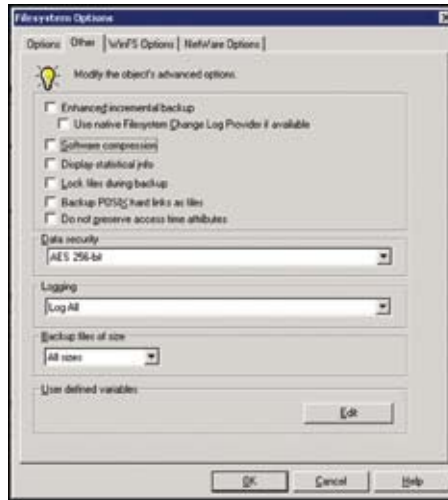 Filesystem Options
Options Other WinFS Options NetWare Options
Modify the object's advanced options.
Enhanced incremental backup
Use native Filesystem Change Log Provider if available
Software compression
Display statistical info
Lock files during backup
Backup POSIX hard links as files
Do not preserve access time attributes
Data security
AES 256-bit
Logging
Log All
Backup files of size
All sizes
User defined variables
Edit
OK Cancel Help